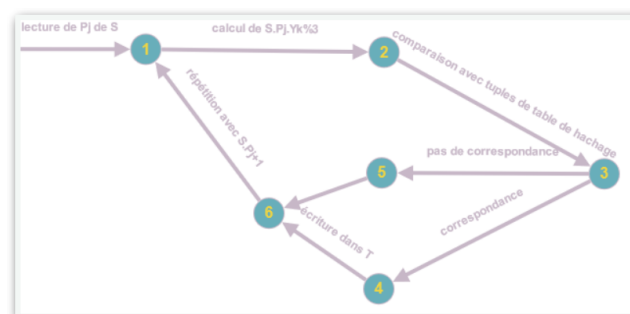 lecture de Pj de S
calcul de S.Pj.Yk%3
1
2
comparaison avec tuples de table de hachage
répétition avec S.Pj+1
pas de correspondance
5
3
6
écriture dans T
correspondance
4